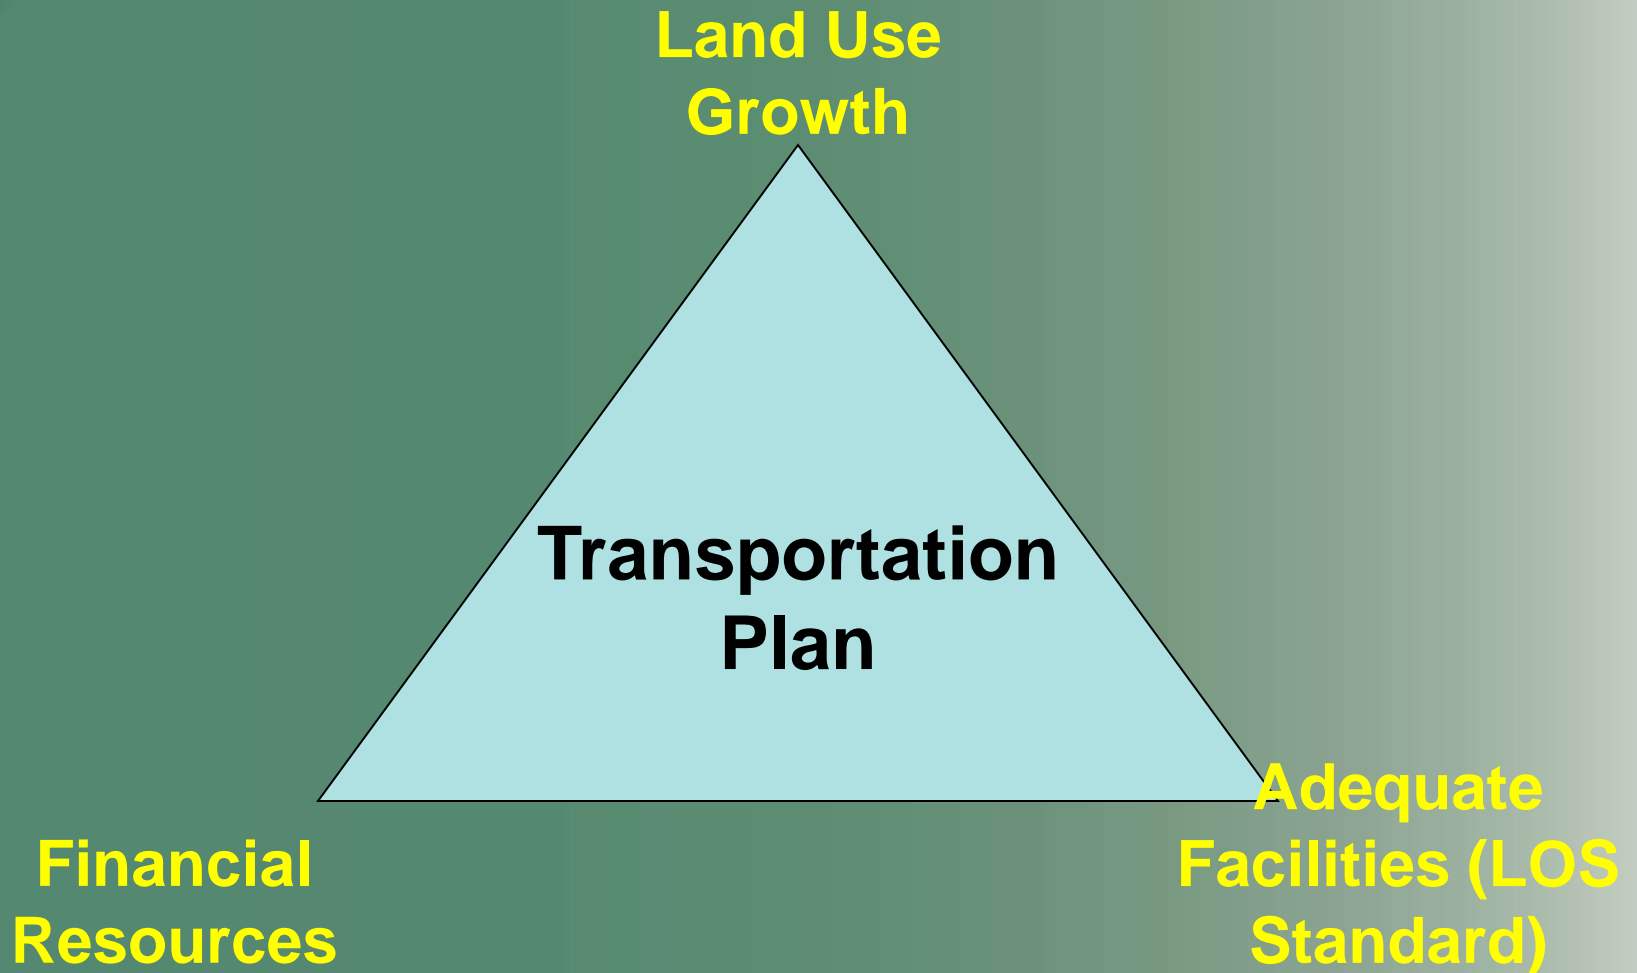 Land Use
Growth
Transportation
Plan
Financial
Resources
Adequate
Facilities (LOS
Standard)